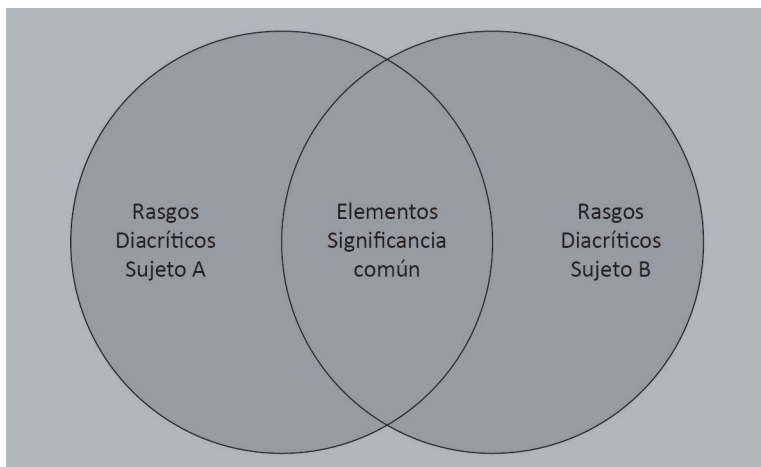 Rasgos
Diacríticos
Sujeto A
Elementos
Significancia
común
Rasgos
Diacríticos
Sujeto B